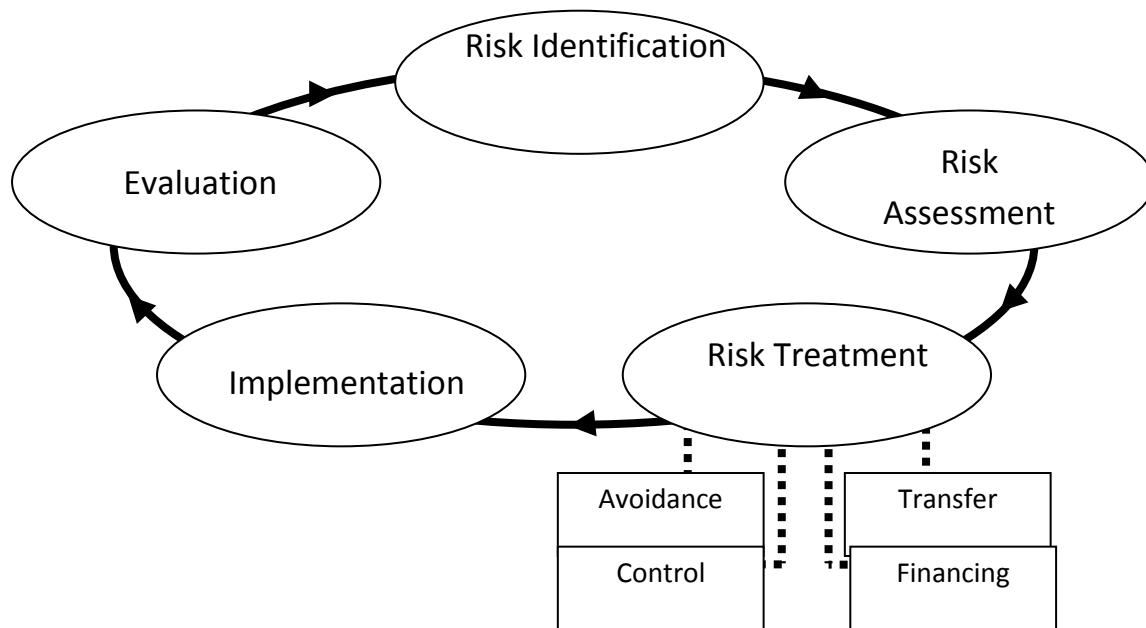 Risk Identification
Evaluation
Risk
Assessment
Risk Treatment
Implementation
Avoidance
Transfer
Control
Financing